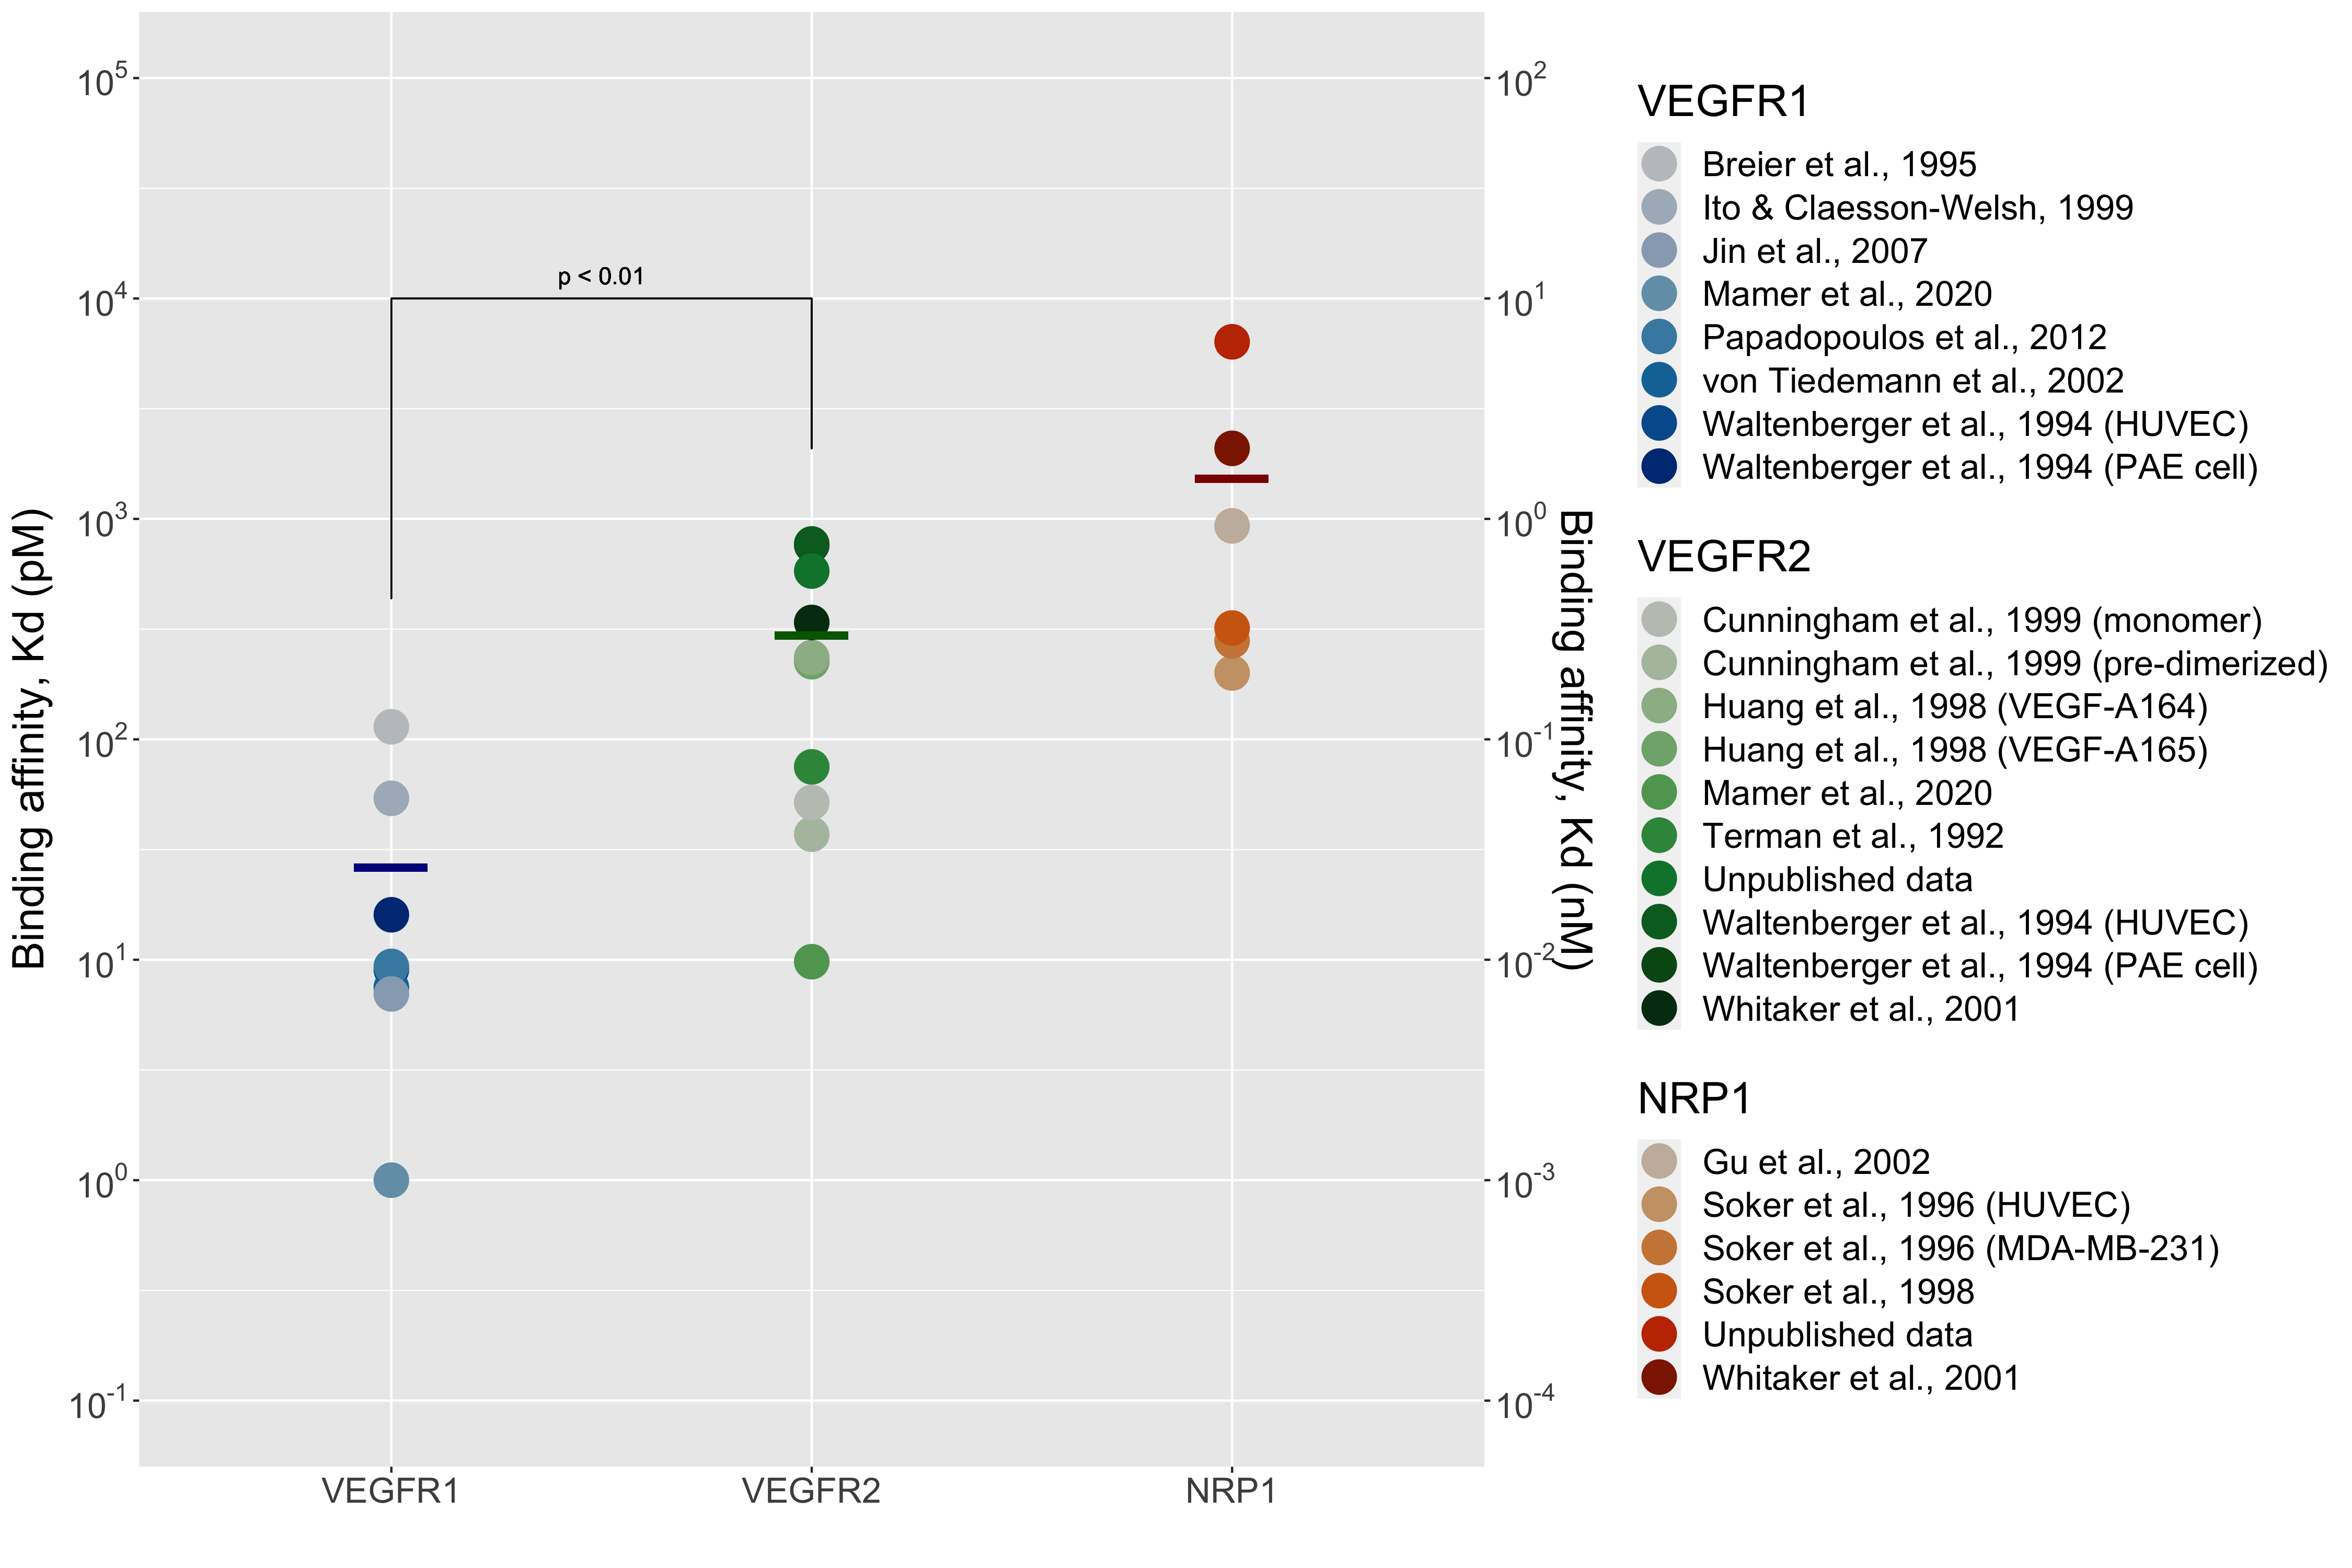 Binding affinity, Kd (pM)
10^5
10^4
10^3
10^2
10^1
10^0
10^-1
p < 0.01
VEGFR1
VEGFR2
NRP1
10^2
10^1
10^0
10^-1
10^-2
10^-3
10^-4
Binding affinity, Kd (nM)
VEGFR1
Breier et al., 1995
Ito & Claesson-Welsh, 1999
Jin et al., 2007
Mamer et al., 2020
Papadopoulos et al., 2012
von Tiedemann et al., 2002
Waltenberger et al., 1994 (HUVEC)
Waltenberger et al., 1994 (PAE cell)
VEGFR2
Cunningham et al., 1999 (monomer)
Cunningham et al., 1999 (pre-dimerized)
Huang et al., 1998 (VEGF-A164)
Huang et al., 1998 (VEGF-A165)
Mamer et al., 2020
Terman et al., 1992
Unpublished data
Waltenberger et al., 1994 (HUVEC)
Waltenberger et al., 1994 (PAE cell)
Whitaker et al., 2001
NRP1
Gu et al., 2002
Soker et al., 1996 (HUVEC)
Soker et al., 1996 (MDA-MB-231)
Soker et al., 1998
Unpublished data
Whitaker et al., 2001